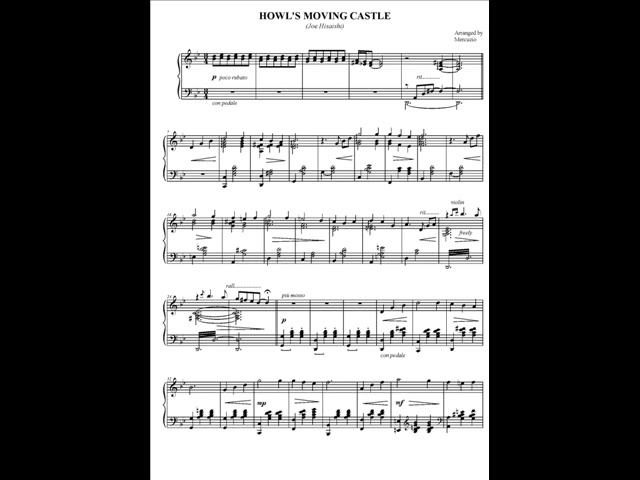 HOWL'S MOVING CASTLE
(Joe Hisaishi)
Arranged by
Mercuzio
p poco rubato
rit.......
con pedale
rit.......
violin
freely
rall.........
più mosso
p
con pedale
mp
mf